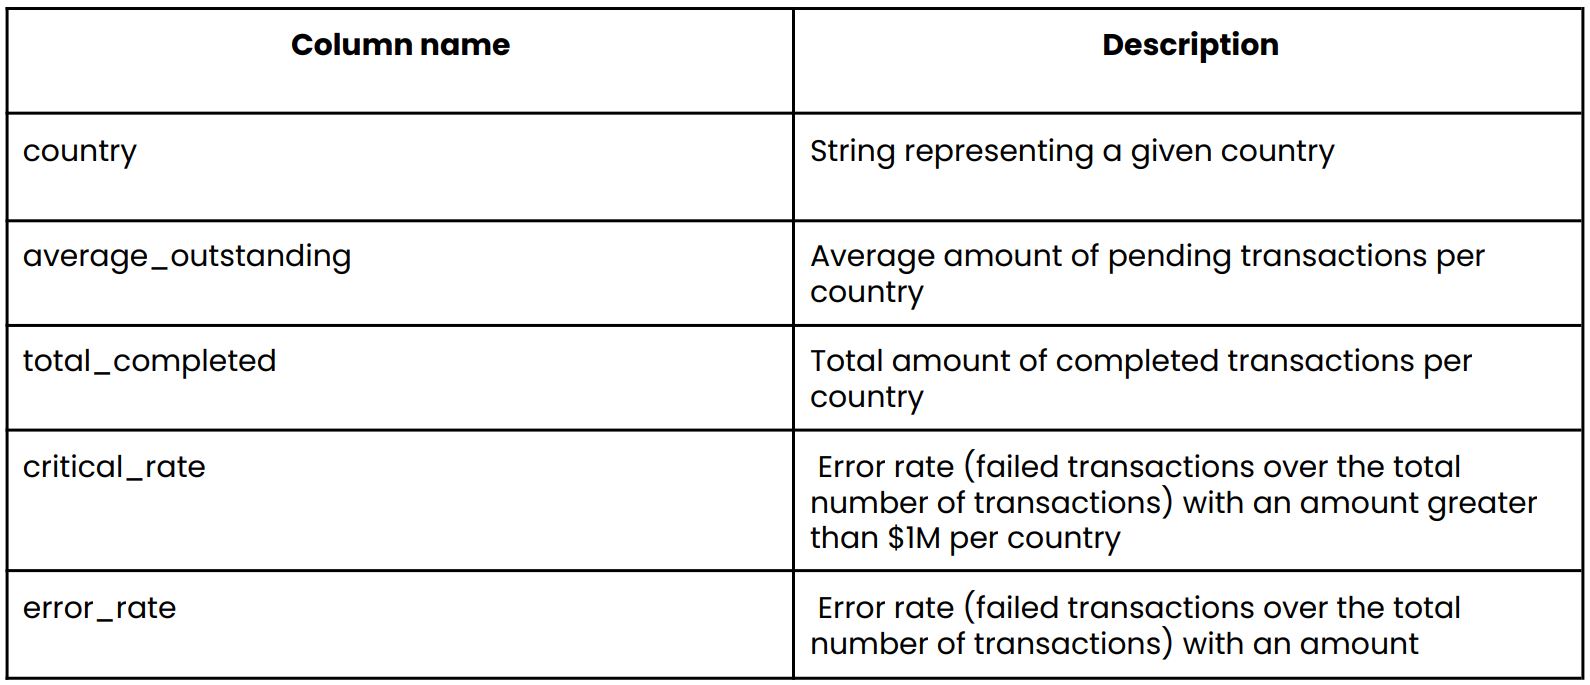 Column name
Description
country
String representing a given country
average_outstanding
Average amount of pending transactions per
country
total_completed
Total amount of completed transactions per
country
critical_rate
Error rate (failed transactions over the total
number of transactions) with an amount greater
than $1M per country
error_rate
Error rate (failed transactions over the total
number of transactions) with an amount